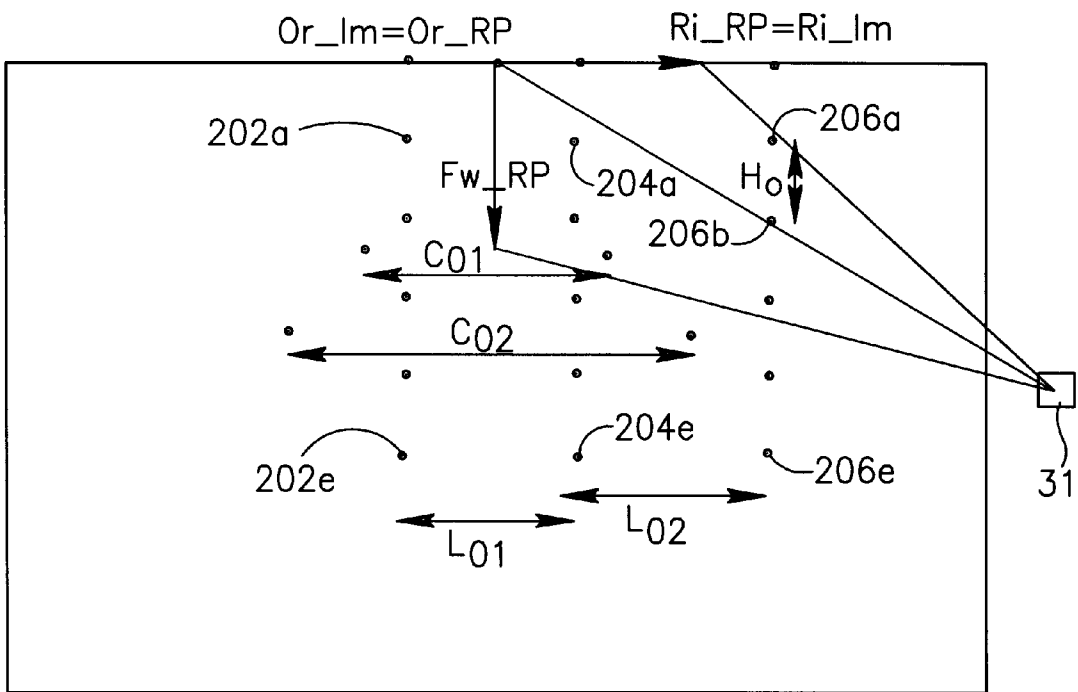 Or_Im=Or_RP
Ri_RP=Ri_Im
202a
206a
Fw_RP
204a
Ho
206b
C01
C02
204e
202e
206e
31
L02
L01